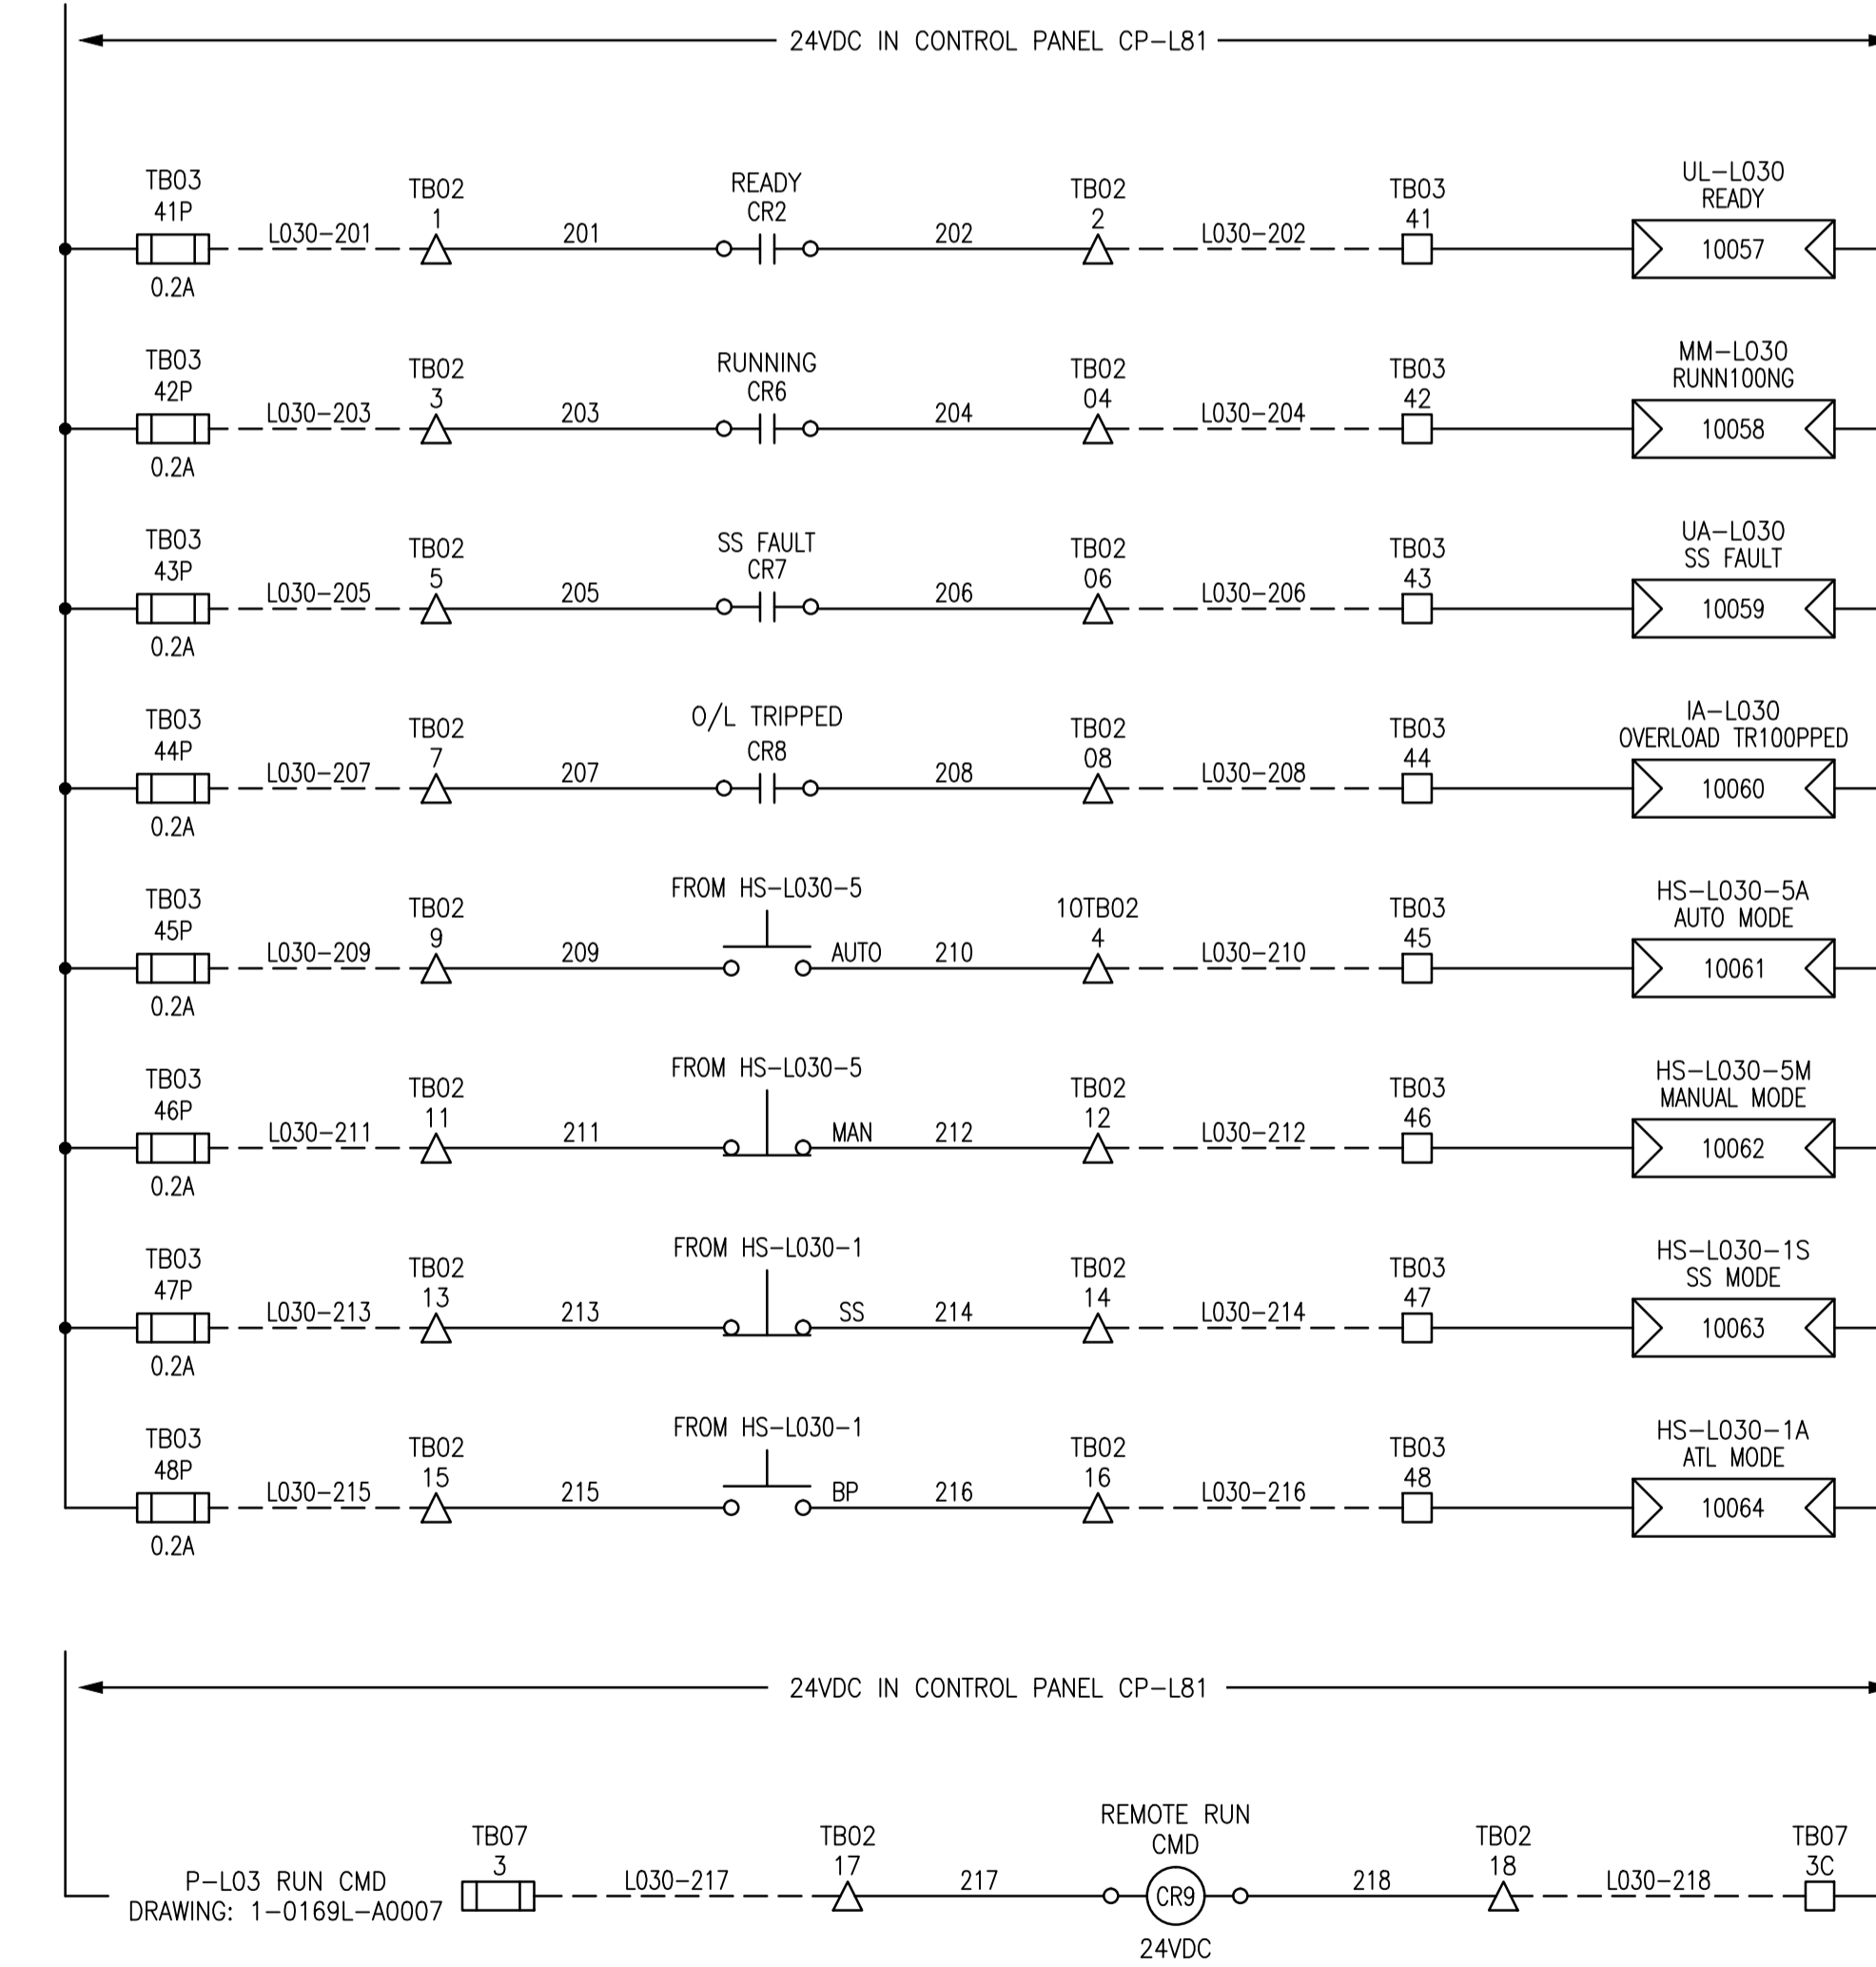 24VDC IN CONTROL PANEL CP-L81
TB03
41P
0.2A
L030-201
TB02
1
201
READY
CR2
202
TB02
2
L030-202
TB03
41
UL-L030
READY
10057
TB03
42P
0.2A
L030-203
TB02
3
203
RUNNING
CR6
204
TB02
04
L030-204
TB03
42
MM-L030
RUNN100NG
10058
TB03
43P
0.2A
L030-205
TB02
5
205
SS FAULT
CR7
206
TB02
06
L030-206
TB03
43
UA-L030
SS FAULT
10059
TB03
44P
0.2A
L030-207
TB02
7
207
O/L TRIPPED
CR8
208
TB02
08
L030-208
TB03
44
IA-L030
OVERLOAD TR100PPED
10060
TB03
45P
0.2A
L030-209
TB02
9
209
FROM HS-L030-5
AUTO
210
10TB02
4
L030-210
TB03
45
HS-L030-5A
AUTO MODE
10061
TB03
46P
0.2A
L030-211
TB02
11
211
FROM HS-L030-5
MAN
212
TB02
12
L030-212
TB03
46
HS-L030-5M
MANUAL MODE
10062
TB03
47P
0.2A
L030-213
TB02
13
213
FROM HS-L030-1
SS
214
TB02
14
L030-214
TB03
47
HS-L030-1S
SS MODE
10063
TB03
48P
0.2A
L030-215
TB02
15
215
FROM HS-L030-1
BP
216
TB02
16
L030-216
TB03
48
HS-L030-1A
ATL MODE
10064
24VDC IN CONTROL PANEL CP-L81
P-L03 RUN CMD
DRAWING: 1-0169L-A0007
TB07
3
L030-217
TB02
17
217
REMOTE RUN
CMD
CR9
24VDC
218
TB02
18
L030-218
TB07
3C